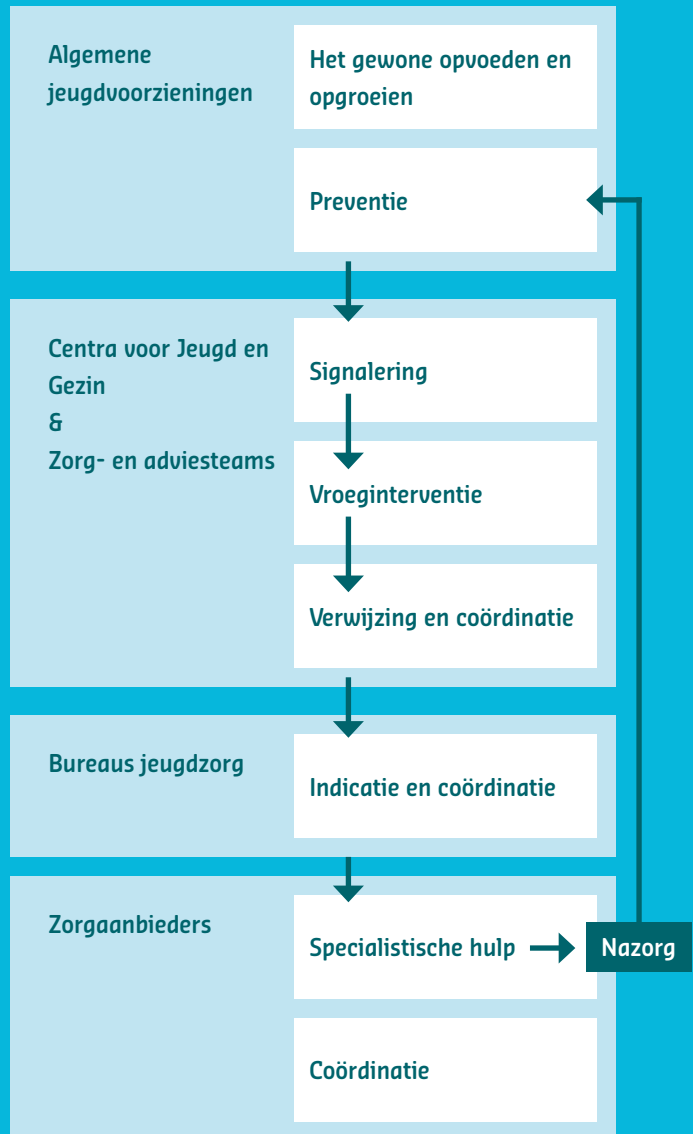 Algemene
jeugdvoorzieningen
Het gewone opvoeden en
opgroeien
Preventie
Centra voor Jeugd en
Gezin
&
Zorg- en adviesteams
Signalering
Vroeginterventie
Verwijzing en coördinatie
Bureaus jeugdzorg
Indicatie en coördinatie
Zorgaanbieders
Specialistische hulp
Nazorg
Coördinatie